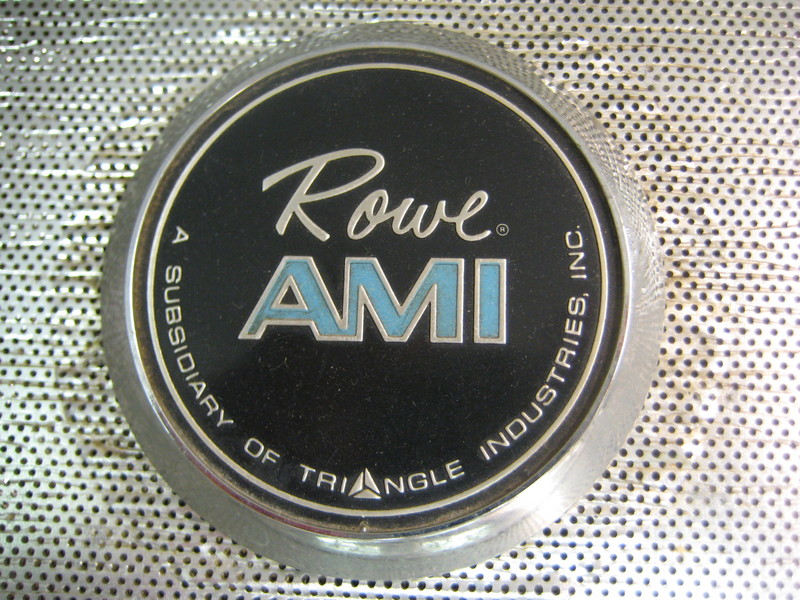 Rowe®
AMI
A SUBSIDIARY OF TRIANGLE INDUSTRIES, INC.